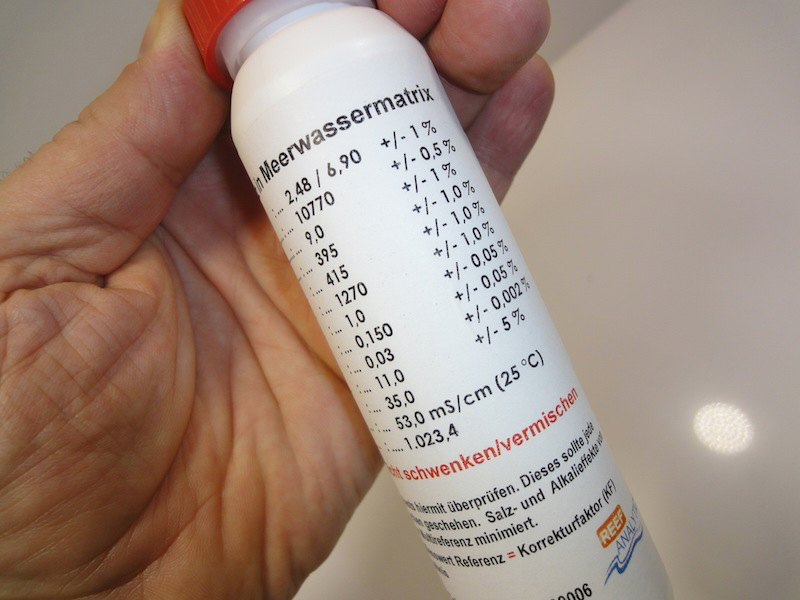 in Meerwassermatrix
2,48 / 6,90 +/- 1 %
10770 +/- 0,5 %
9,0 +/- 1 %
395 +/- 1,0 %
415 +/- 1,0 %
1270 +/- 1,0 %
1,0 +/- 0,05 %
0,150 +/- 0,05 %
0,03 +/- 0,002 %
11,0 +/- 5 %
35,0
53,0 mS/cm (25 °C)
1.023,4
schwenken/vermischen
hiermit überprüfen. Dieses sollte jede
geschehen. Salz- und Alkalieffekte
minimiert.
Referenz = Korrekturfaktor (KF)
REEF